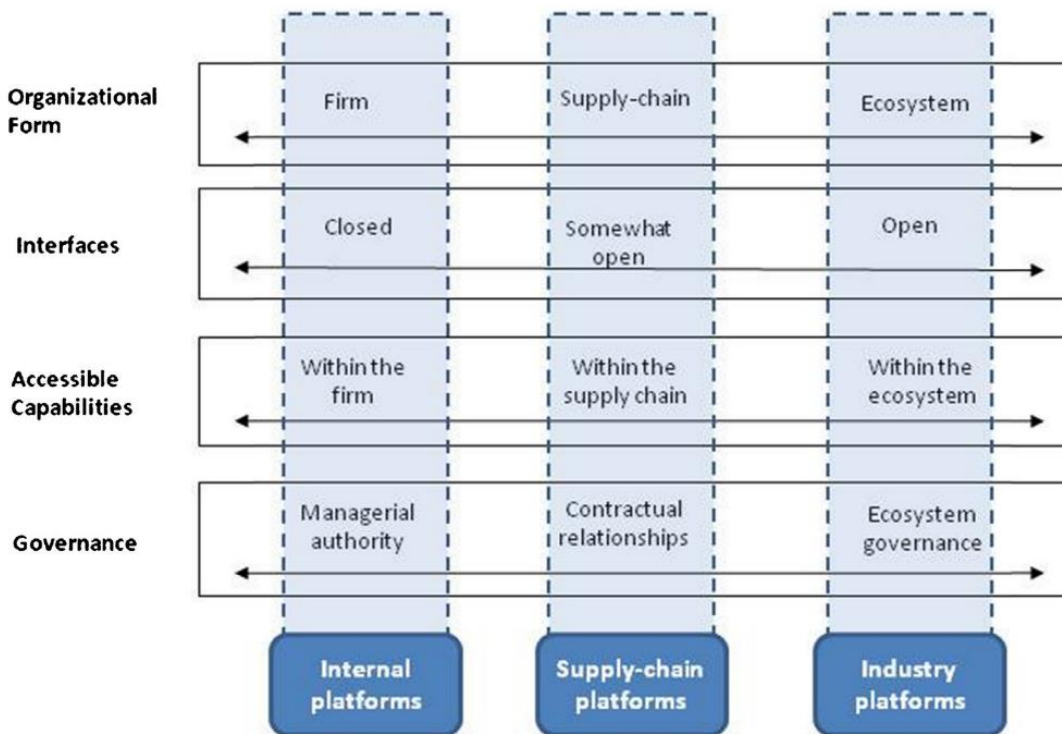 Organizational
Form
Firm
Supply-chain
Ecosystem
Interfaces
Closed
Somewhat
open
Open
Accessible
Capabilities
Within the
firm
Within the
supply chain
Within the
ecosystem
Governance
Managerial
authority
Contractual
relationships
Ecosystem
governance
Internal
platforms
Supply-chain
platforms
Industry
platforms